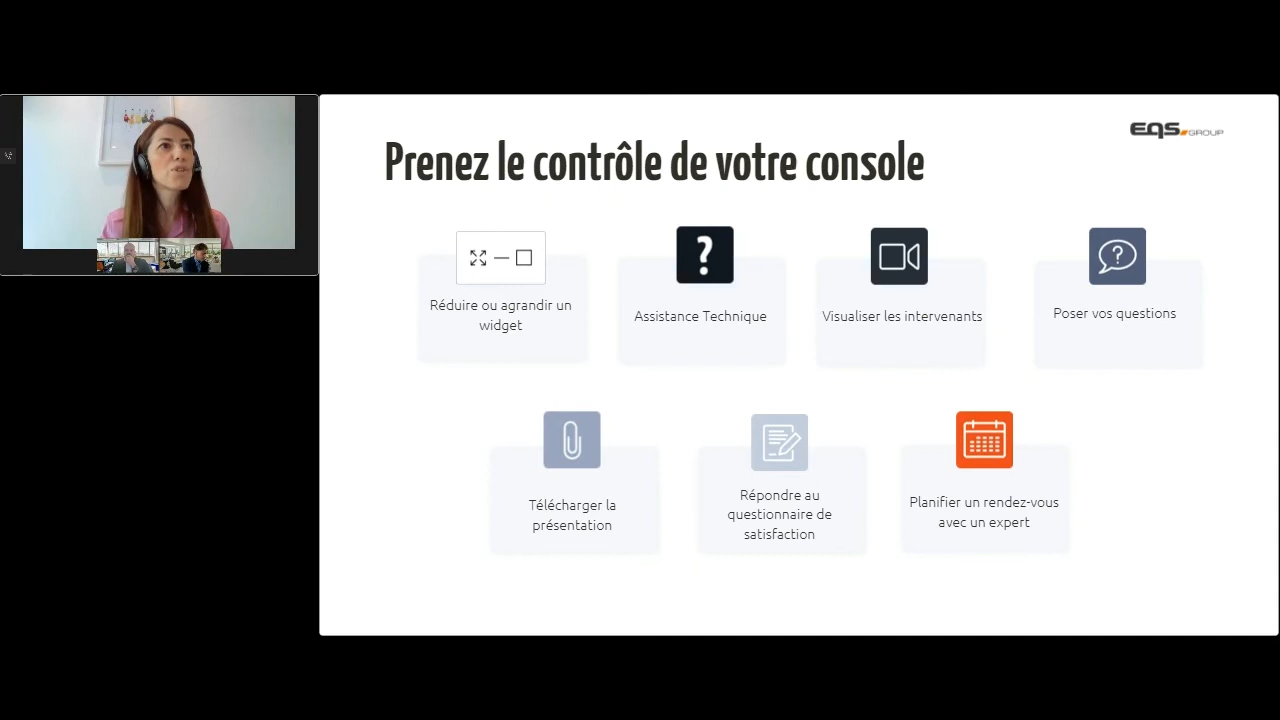 EQS GROUP
Prenez le contrôle de votre console
Réduire ou agrandir un
widget
Assistance Technique
Visualiser les intervenants
Poser vos questions
Télécharger la
présentation
Répondre au
questionnaire de
satisfaction
Planifier un rendez-vous
avec un expert